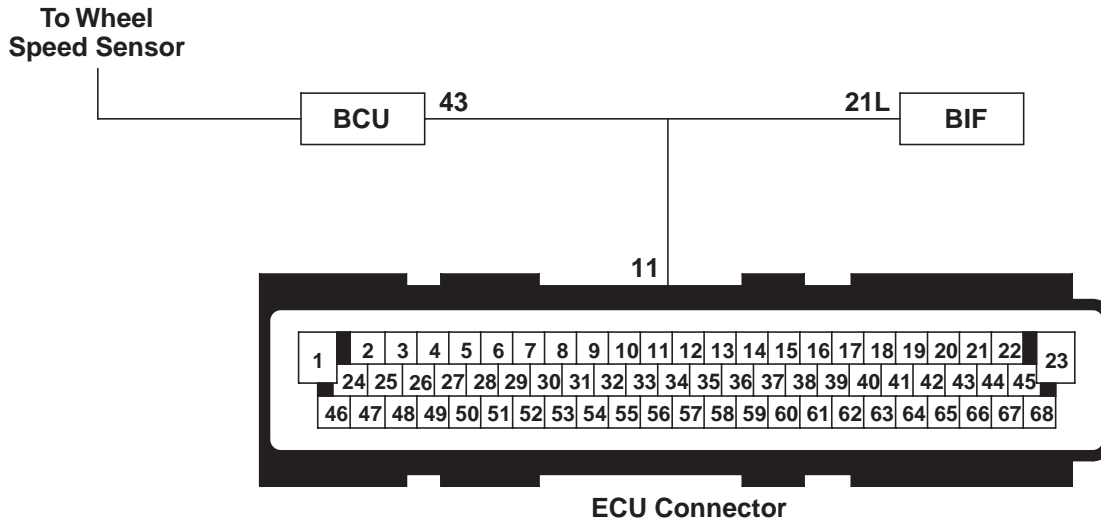 To Wheel
Speed Sensor
BCU 43 21L BIF
11
1 2 3 4 5 6 7 8 9 10 11 12 13 14 15 16 17 18 19 20 21 22 23
24 25 26 27 28 29 30 31 32 33 34 35 36 37 38 39 40 41 42 43 44 45
46 47 48 49 50 51 52 53 54 55 56 57 58 59 60 61 62 63 64 65 66 67 68
ECU Connector